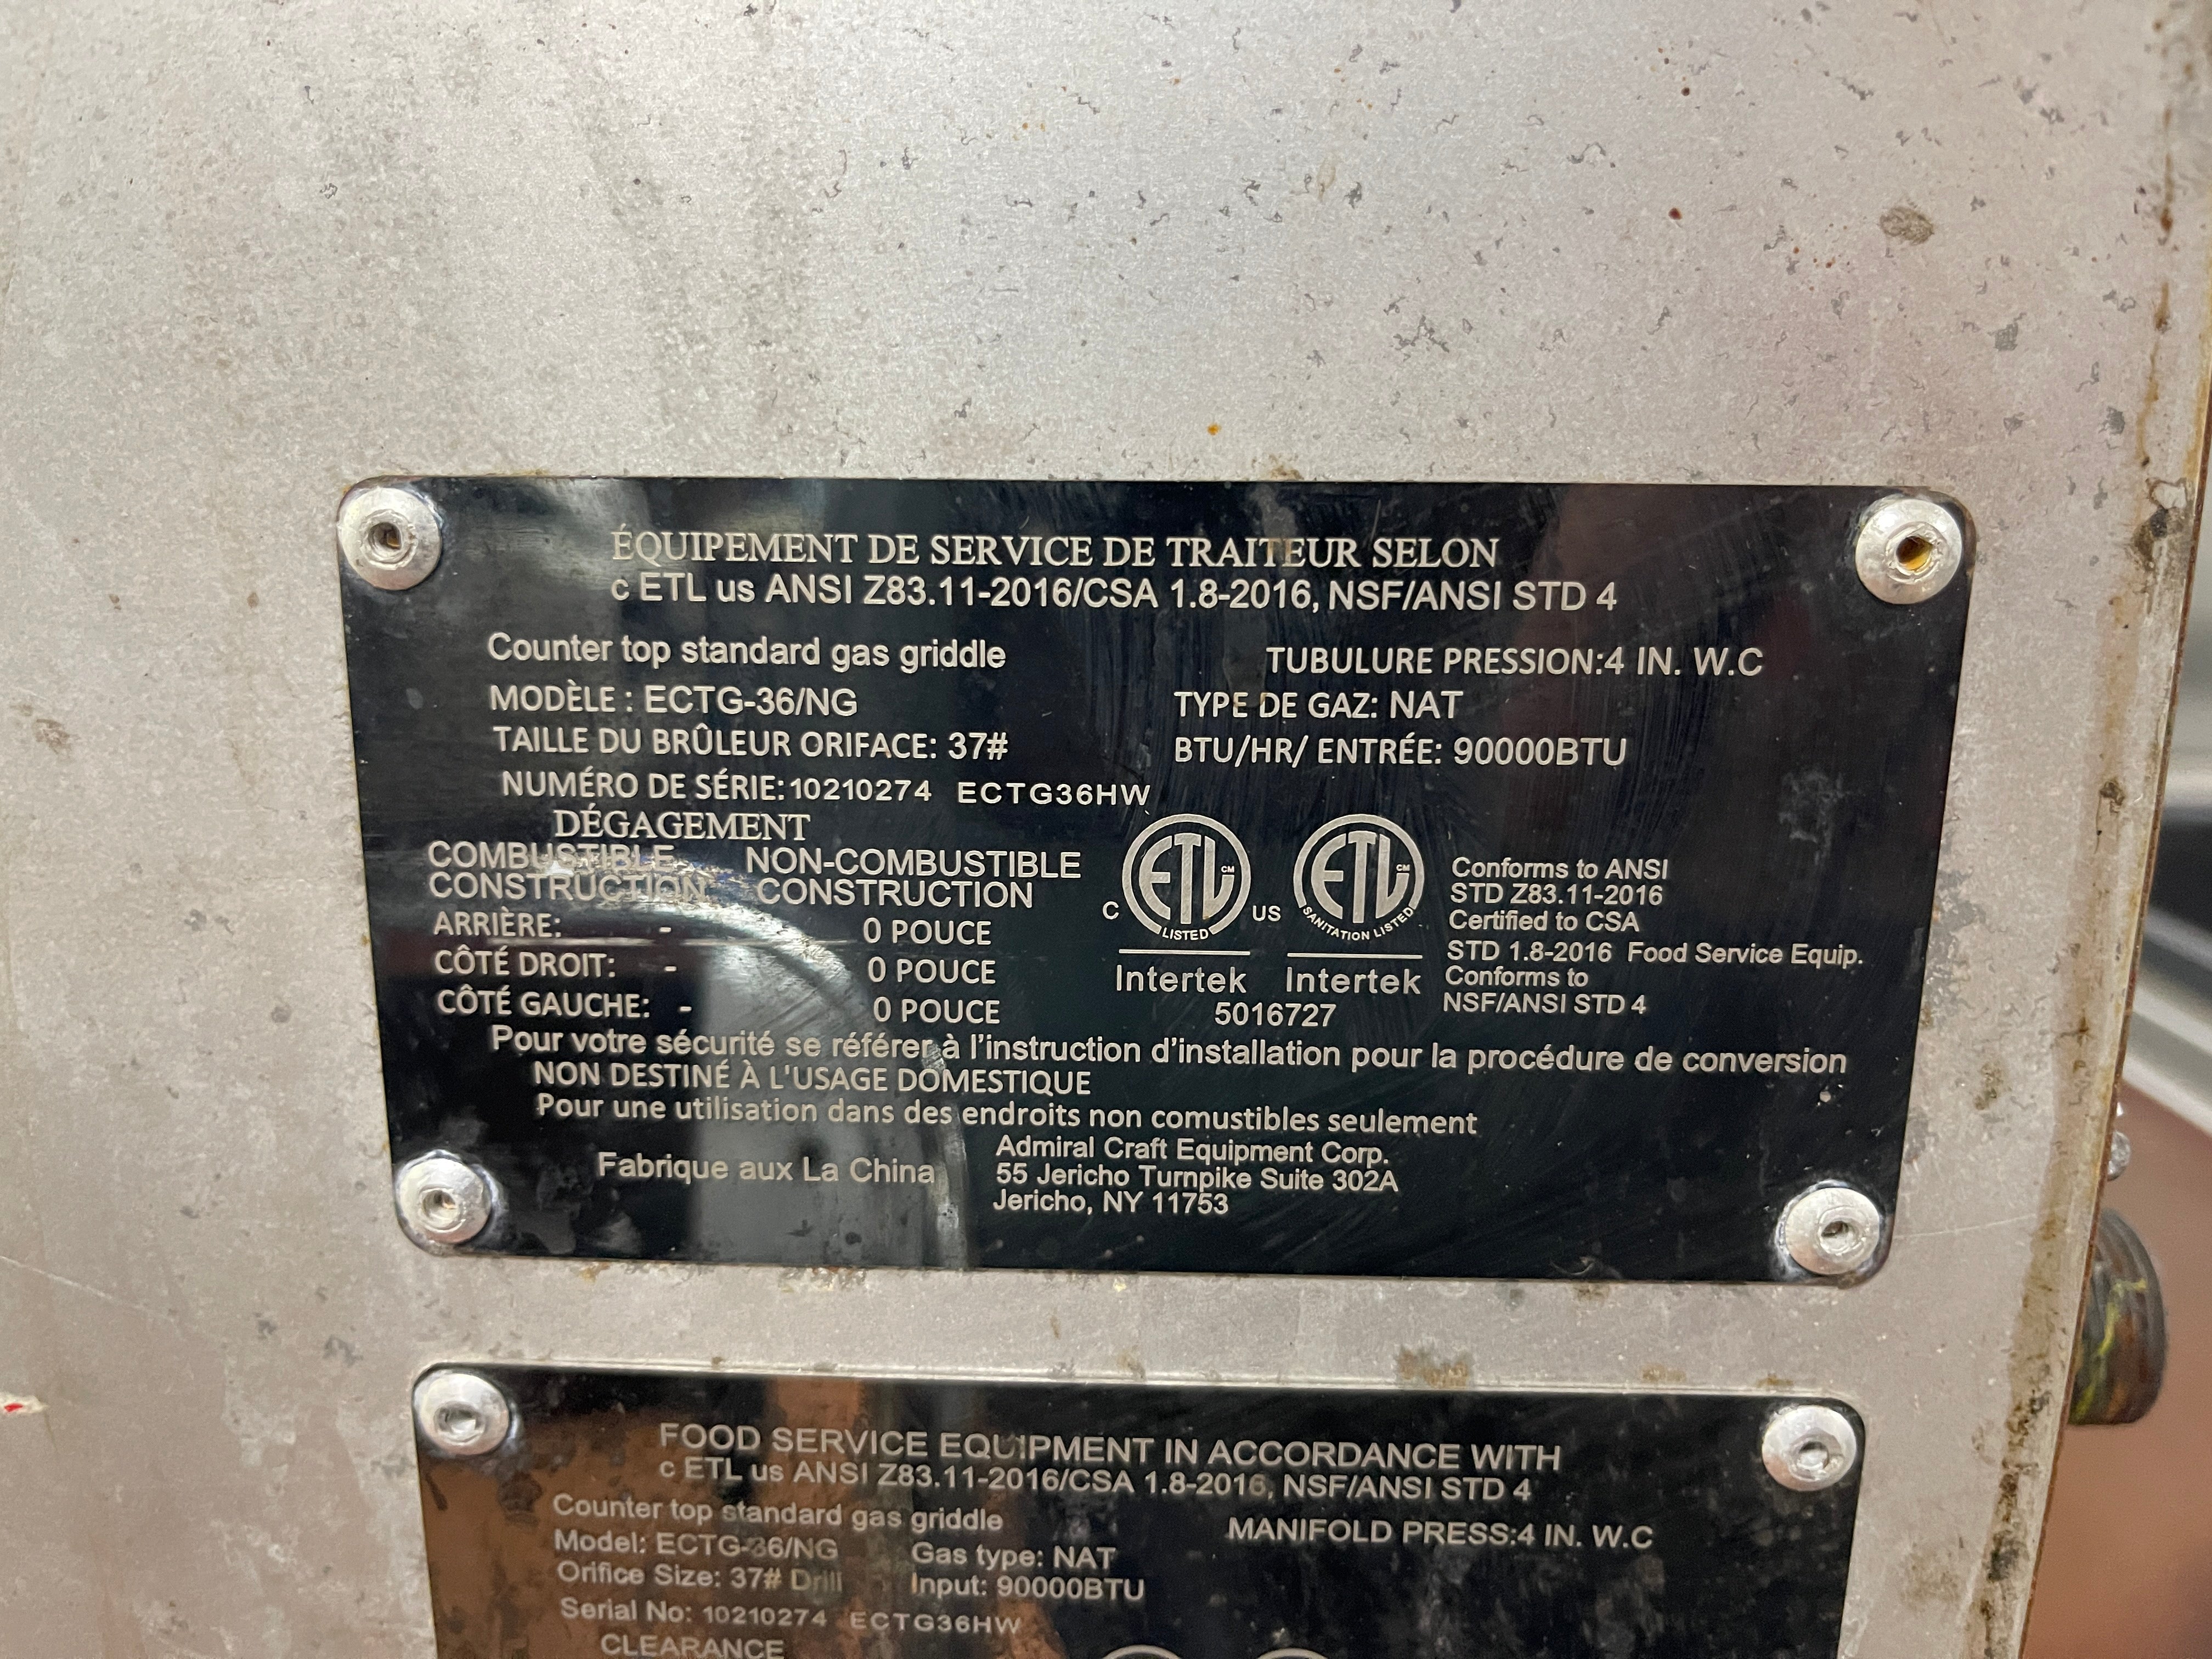 ÉQUIPEMENT DE SERVICE DE TRAITEUR SELON
c ETL us ANSI Z83.11-2016/CSA 1.8-2016, NSF/ANSI STD 4
Counter top standard gas griddle TUBULURE PRESSION:4 IN. W.C
MODÈLE : ECTG-36/NG TYPE DE GAZ: NAT
TAILLE DU BRÛLEUR ORIFACE: 37# BTU/HR/ ENTRÉE: 90000BTU
NUMÉRO DE SÉRIE:10210274 ECTG36HW
DÉGAGEMENT
COMBUSTIBLE NON-COMBUSTIBLE
CONSTRUCTION CONSTRUCTION
ARRIÈRE: - 0 POUCE
CÔTÉ DROIT: - 0 POUCE
CÔTÉ GAUCHE: - 0 POUCE
C ETL CM LISTED US
ETL CM SANITATION LISTED
Intertek Intertek
5016727
Conforms to ANSI
STD Z83.11-2016
Certified to CSA
STD 1.8-2016 Food Service Equip.
Conforms to
NSF/ANSI STD 4
Pour votre sécurité se référer à l'instruction d'installation pour la procédure de conversion
NON DESTINÉ À L'USAGE DOMESTIQUE
Pour une utilisation dans des endroits non comustibles seulement
Fabrique aux La China
Admiral Craft Equipment Corp.
55 Jericho Turnpike Suite 302A
Jericho, NY 11753
FOOD SERVICE EQUIPMENT IN ACCORDANCE WITH
c ETL us ANSI Z83.11-2016/CSA 1.8-2016, NSF/ANSI STD 4
Counter top standard gas griddle MANIFOLD PRESS:4 IN. W.C
Model: ECTG-36/NG Gas type: NAT
Orifice Size: 37# Drill Input: 90000BTU
Serial No: 10210274 ECTG36HW
CLEARANCE